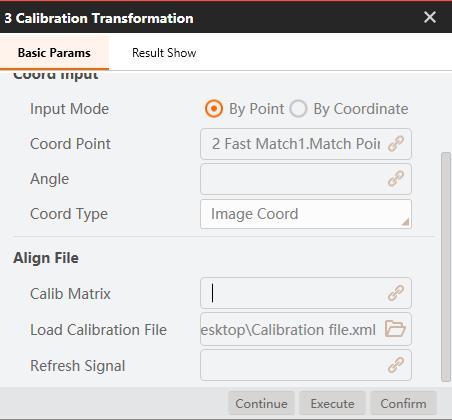 3 Calibration Transformation
Basic Params Result Show
Coord Input
Input Mode By Point By Coordinate
Coord Point 2 Fast Match1.Match Poi
Angle
Coord Type Image Coord
Align File
Calib Matrix
Load Calibration File esktop\Calibration file.xml
Refresh Signal
Continue Execute Confirm